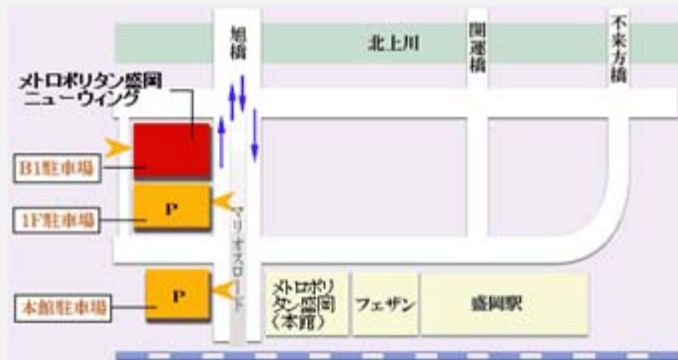 旭橋
北上川
開運橋
不来方橋
メトロポリタン盛岡
ニューウィング
B1駐車場
P
1F駐車場
マリオスロード
P
本館駐車場
メトロポリ
タン盛岡
(本館)
フェザン
盛岡駅